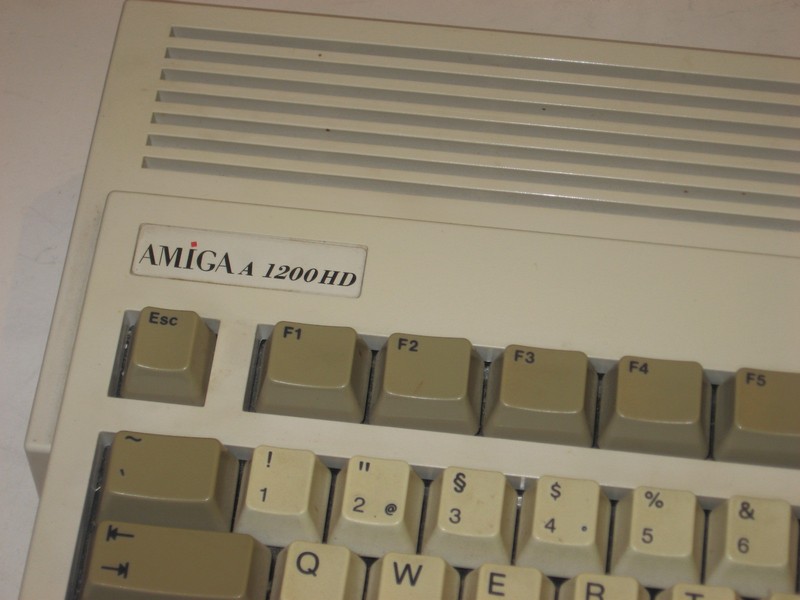 AMiGA A 1200HD
Esc F1 F2 F3 F4 F5
~ ! " § $ % &
` 1 2 @ 3 4 5 6
Q W E R T